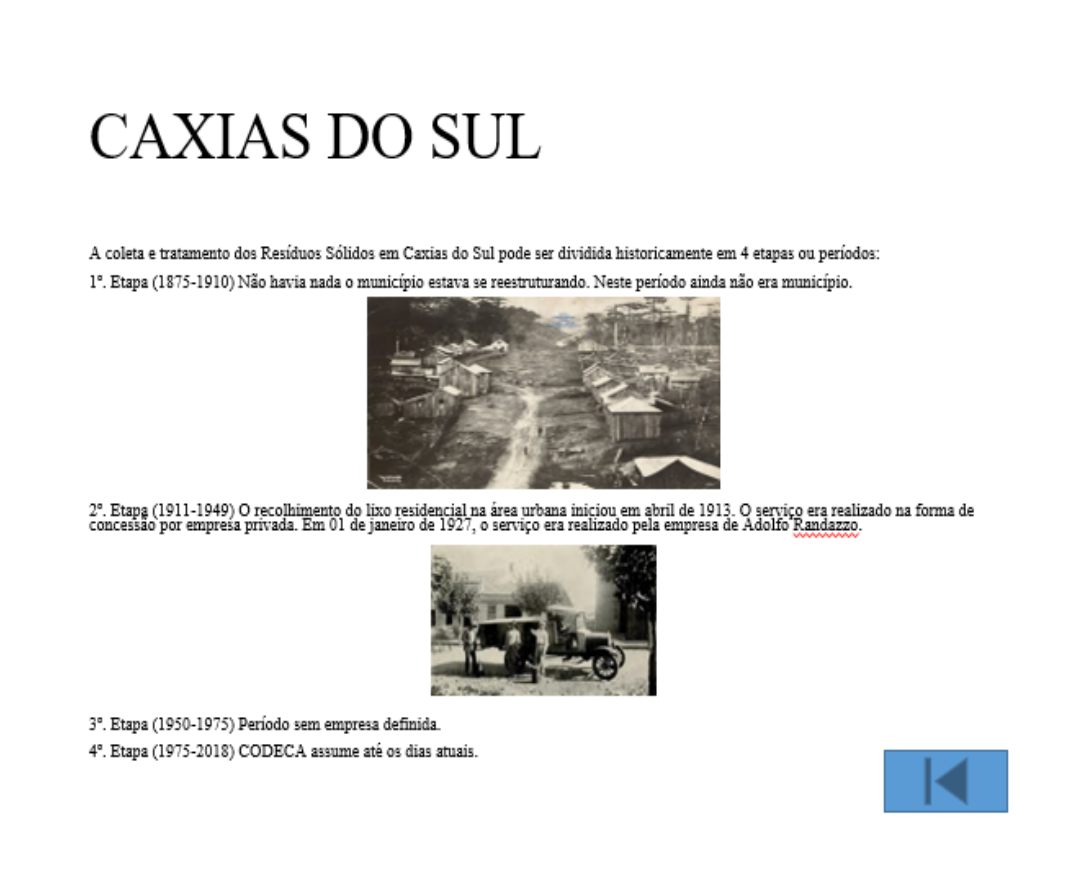 CAXIAS DO SUL
A coleta e tratamento dos Resíduos Sólidos em Caxias do Sul pode ser dividida historicamente em 4 etapas ou períodos:
1º. Etapa (1875-1910) Não havia nada o município estava se reestruturando. Neste período ainda não era município.
2º. Etapa (1911-1949) O recolhimento do lixo residencial na área urbana iniciou em abril de 1913. O serviço era realizado na forma de
concessão por empresa privada. Em 01 de janeiro de 1927, o serviço era realizado pela empresa de Adolfo Randazzo.
3º. Etapa (1950-1975) Período sem empresa definida.
4º. Etapa (1975-2018) CODECA assume até os dias atuais.